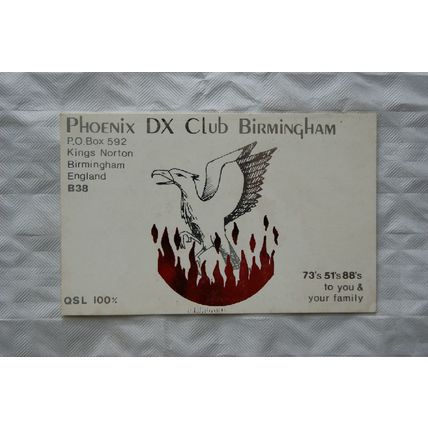 PHOENIX DX CLUB BIRMINGHAM
P.O.Box 592
Kings Norton
Birmingham
England
B38
73's 51's 88's
to you &
your family
QSL 100%